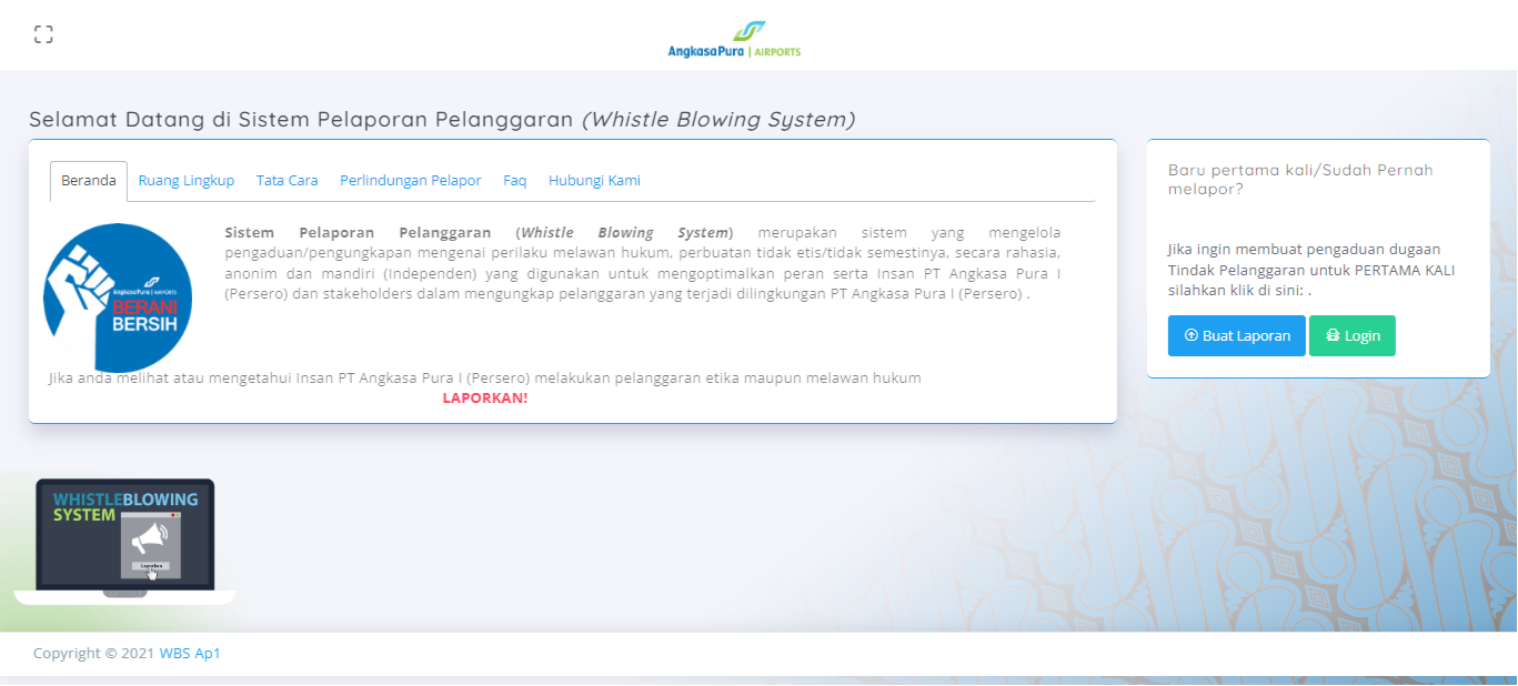 AngkasaPura | AIRPORTS
Selamat Datang di Sistem Pelaporan Pelanggaran (Whistle Blowing System)
Beranda Ruang Lingkup Tata Cara Perlindungan Pelapor Faq Hubungi Kami
Sistem Pelaporan Pelanggaran (Whistle Blowing System) merupakan sistem yang mengelola
pengaduan/pengungkapan mengenai perilaku melawan hukum, perbuatan tidak etis/tidak semestinya, secara rahasia,
anonim dan mandiri (Independen) yang digunakan untuk mengoptimalkan peran serta Insan PT Angkasa Pura I
(Persero) dan stakeholders dalam mengungkap pelanggaran yang terjadi dilingkungan PT Angkasa Pura I (Persero) .
AngkasaPura | AIRPORTS
BERANI
BERSIH
Jika anda melihat atau mengetahui Insan PT Angkasa Pura I (Persero) melakukan pelanggaran etika maupun melawan hukum
LAPORKAN!
Baru pertama kali/Sudah Pernah
melapor?
Jika ingin membuat pengaduan dugaan
Tindak Pelanggaran untuk PERTAMA KALI
silahkan klik di sini: .
Buat Laporan Login
WHISTLEBLOWING
SYSTEM
Laporkan
Copyright © 2021 WBS Ap1